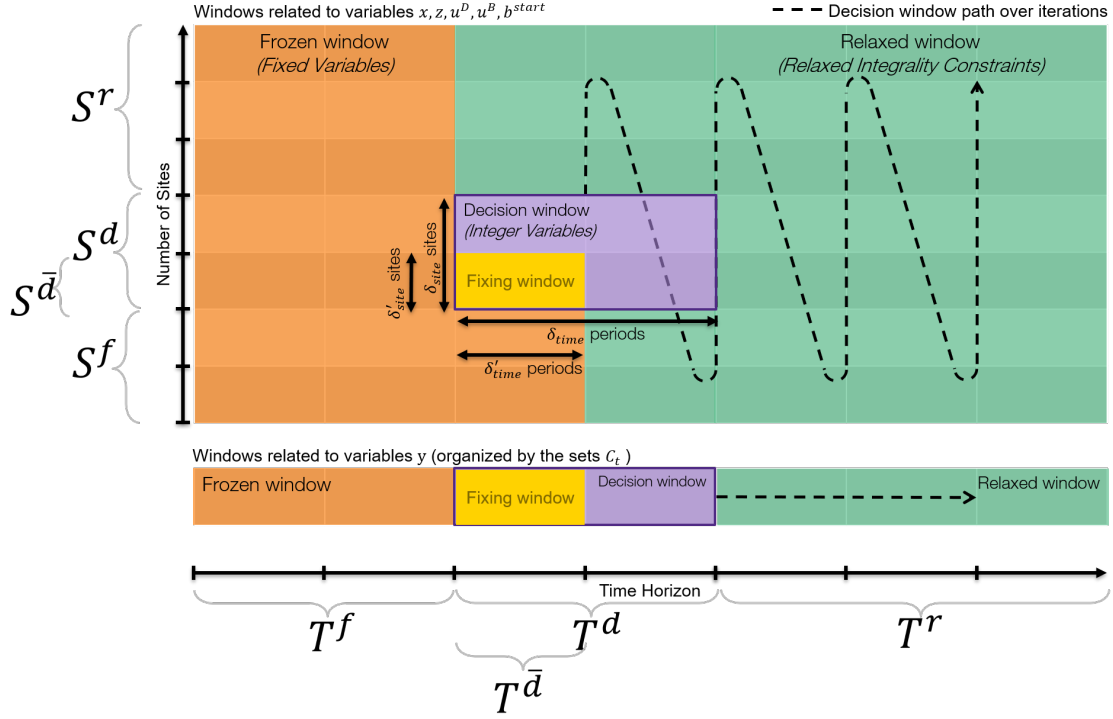 Windows related to variables x, z, u^D, u^B, b^start
Decision window path over iterations
Frozen window
(Fixed Variables)
Relaxed window
(Relaxed Integrality Constraints)
S^r
S^d
S^d̅
S^f
Number of Sites
Decision window
(Integer Variables)
Fixing window
δ'_site sites
δ_site sites
δ_time periods
δ'_time periods
Windows related to variables y (organized by the sets C_t )
Frozen window
Fixing window
Decision window
Relaxed window
Time Horizon
T^f
T^d
T^r
T^d̅